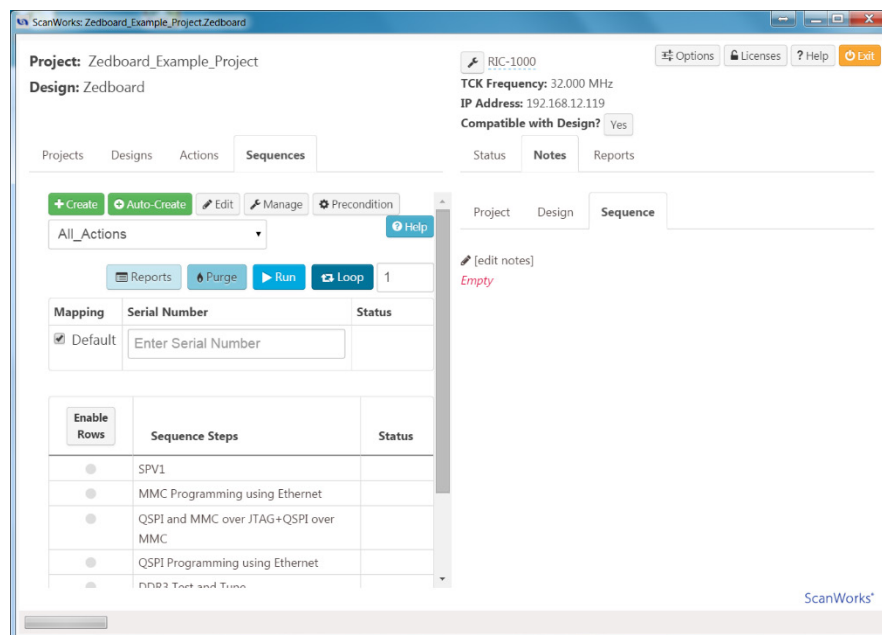 ScanWorks: Zedboard_Example_Project.Zedboard
Project: Zedboard_Example_Project
Design: Zedboard
RIC-1000
Options
Licenses
? Help
Exit
TCK Frequency: 32.000 MHz
IP Address: 192.168.12.119
Compatible with Design? Yes
Projects Designs Actions Sequences
Status Notes Reports
Create Auto-Create Edit Manage Precondition
All_Actions
Help
Reports Purge Run Loop 1
Mapping Serial Number Status
Default Enter Serial Number
Enable Rows Sequence Steps Status
SPV1
MMC Programming using Ethernet
QSPI and MMC over JTAG+QSPI over
MMC
QSPI Programming using Ethernet
DDR3 Test and Tune
Project Design Sequence
[edit notes]
Empty
ScanWorks